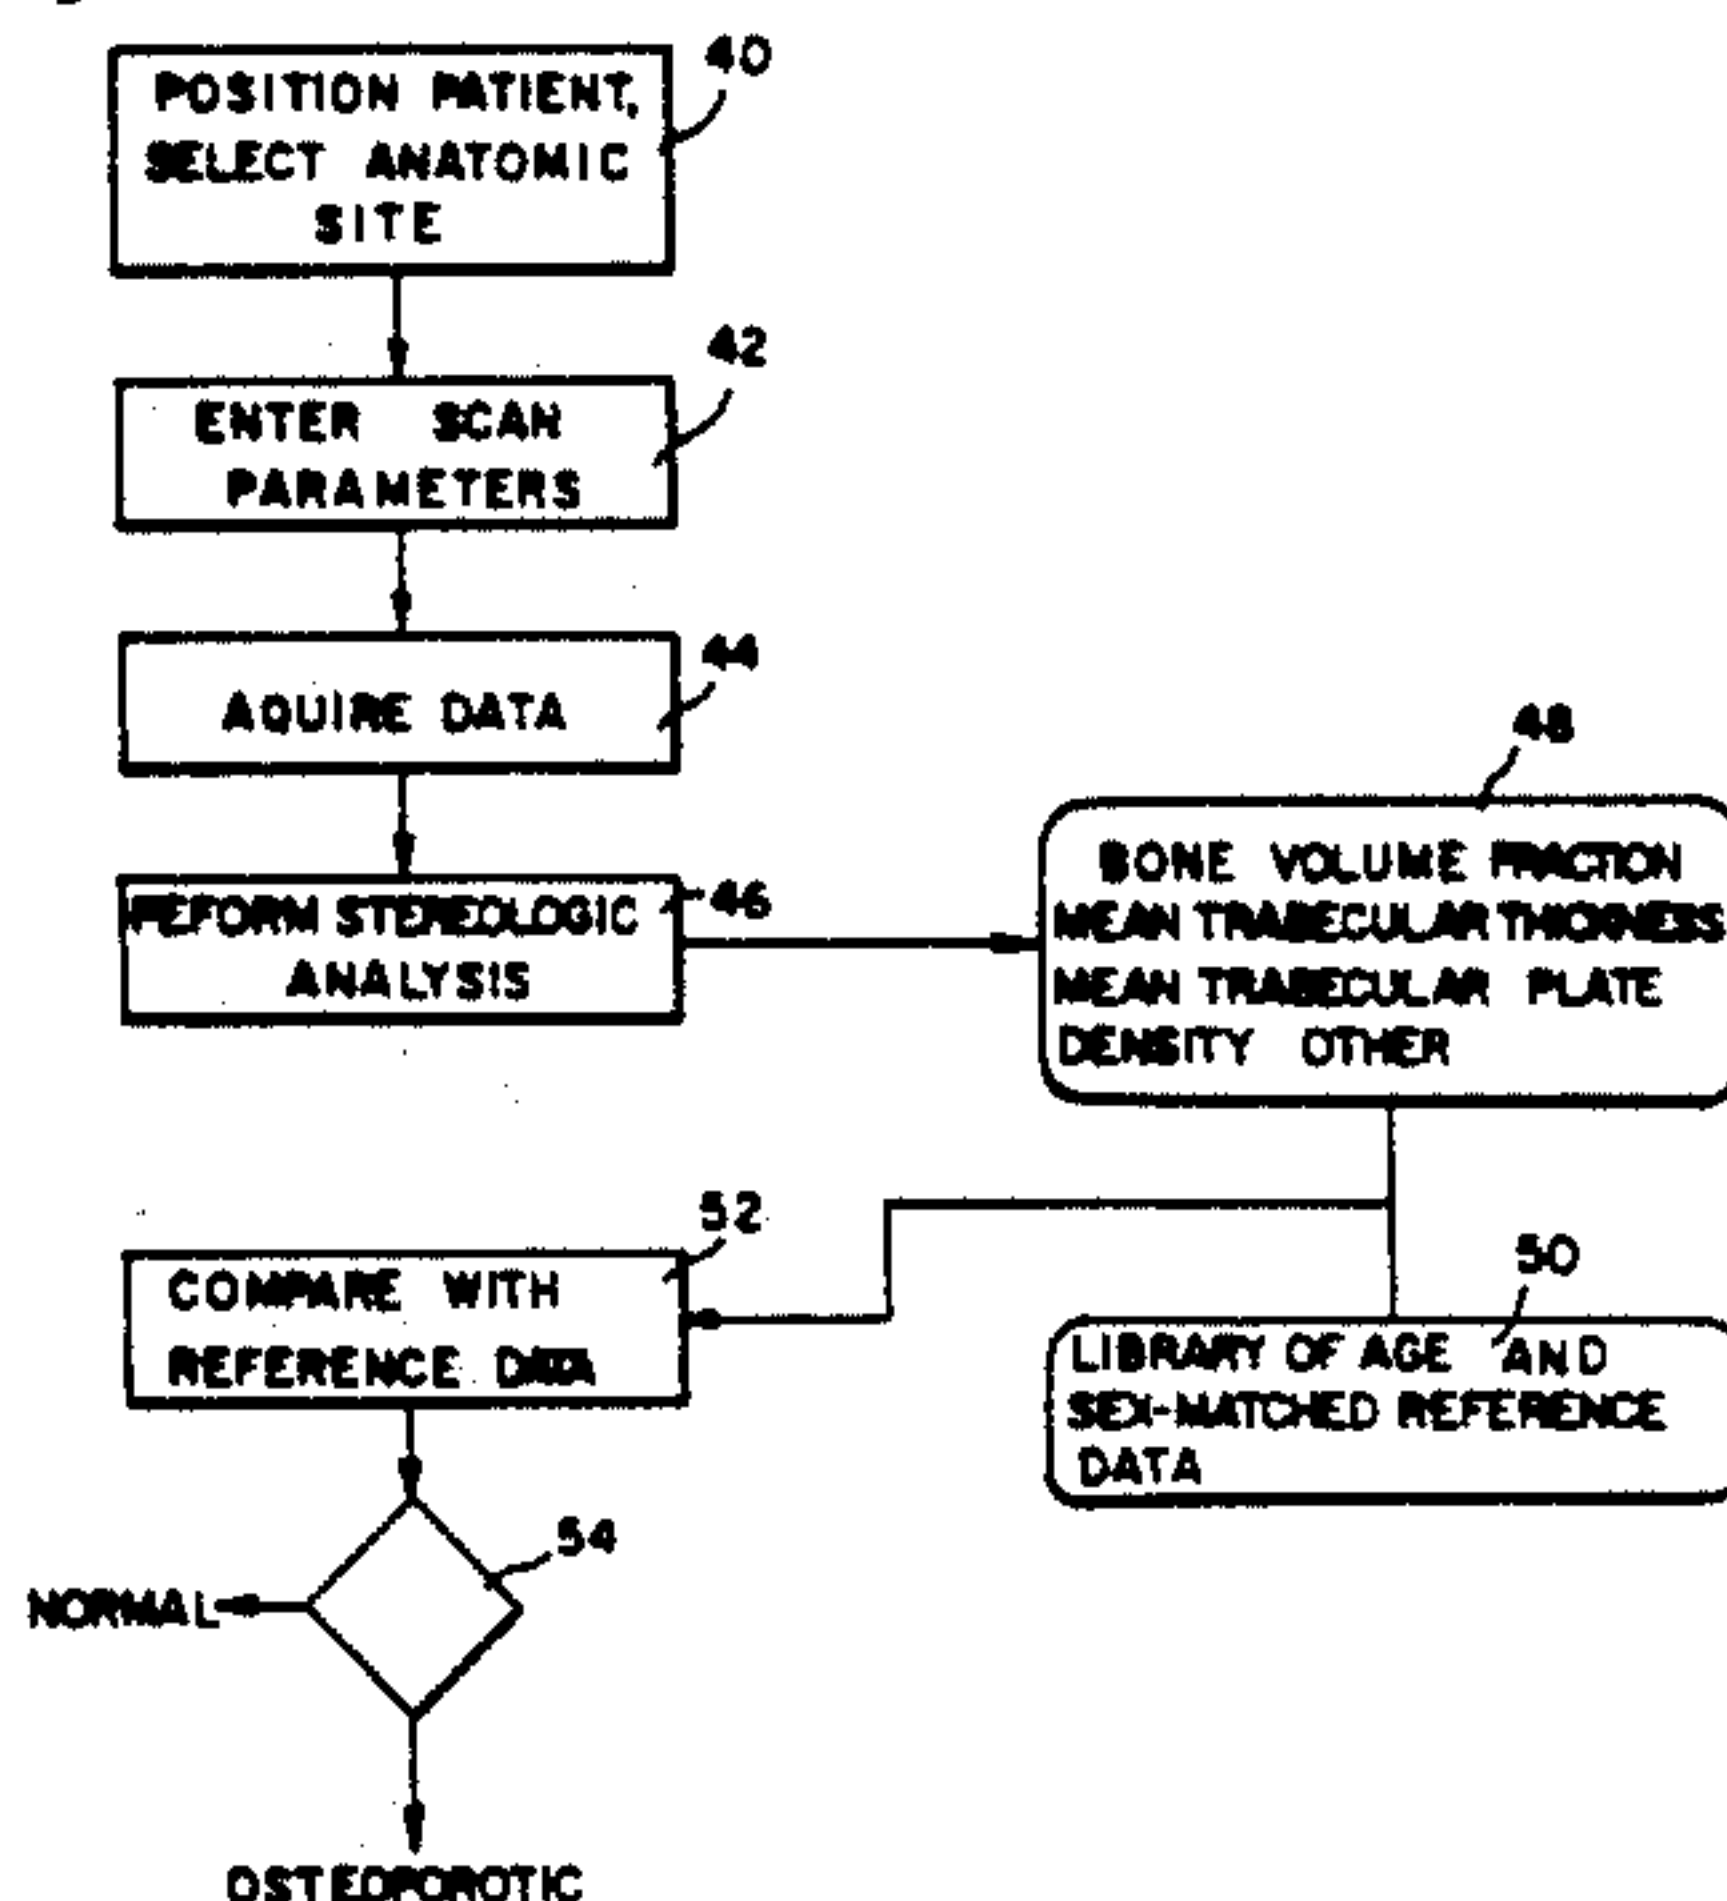 40
POSITION PATIENT,
SELECT ANATOMIC
SITE
42
ENTER SCAN
PARAMETERS
44
AQUIRE DATA
46
PEFORM STEREOLOGIC
ANALYSIS
48
BONE VOLUME FRACTION
MEAN TRABECULAR THICKNESS
MEAN TRABECULAR PLATE
DENSITY OTHER
52
COMPARE WITH
REFERENCE DATA
50
LIBRARY OF AGE AND
SEX-MATCHED REFERENCE
DATA
54
NORMAL
OSTEOPOROTIC